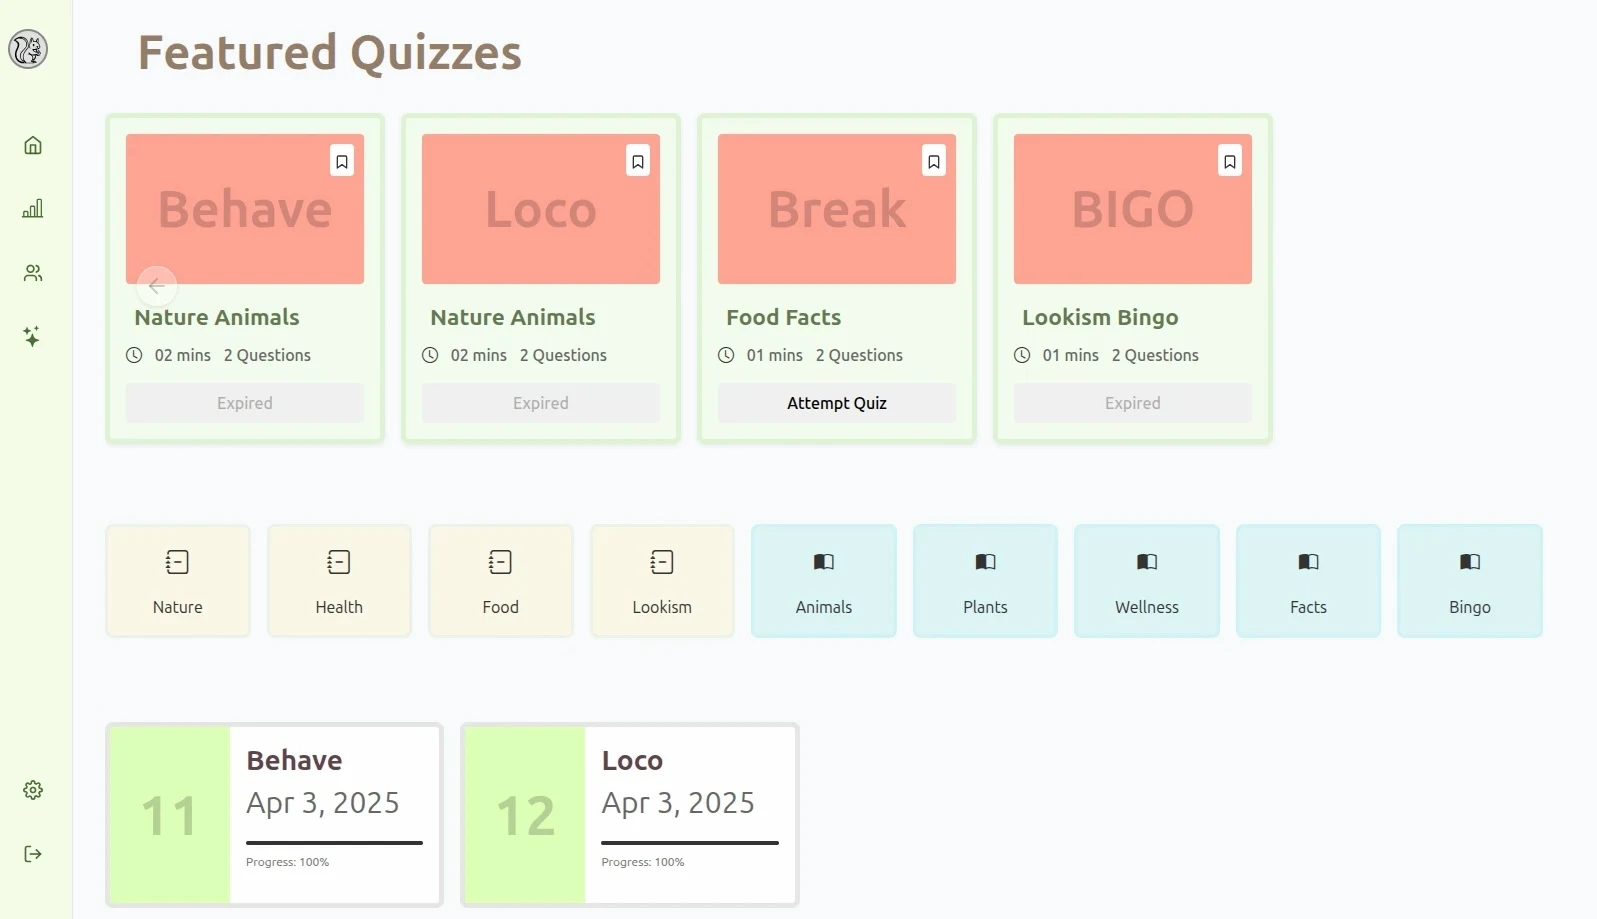 Featured Quizzes
Behave
Loco
Break
BIGO
Nature Animals
Nature Animals
Food Facts
Lookism Bingo
02 mins 2 Questions
02 mins 2 Questions
01 mins 2 Questions
01 mins 2 Questions
Expired
Expired
Attempt Quiz
Expired
Nature
Health
Food
Lookism
Animals
Plants
Wellness
Facts
Bingo
11
Behave
Apr 3, 2025
Progress: 100%
12
Loco
Apr 3, 2025
Progress: 100%